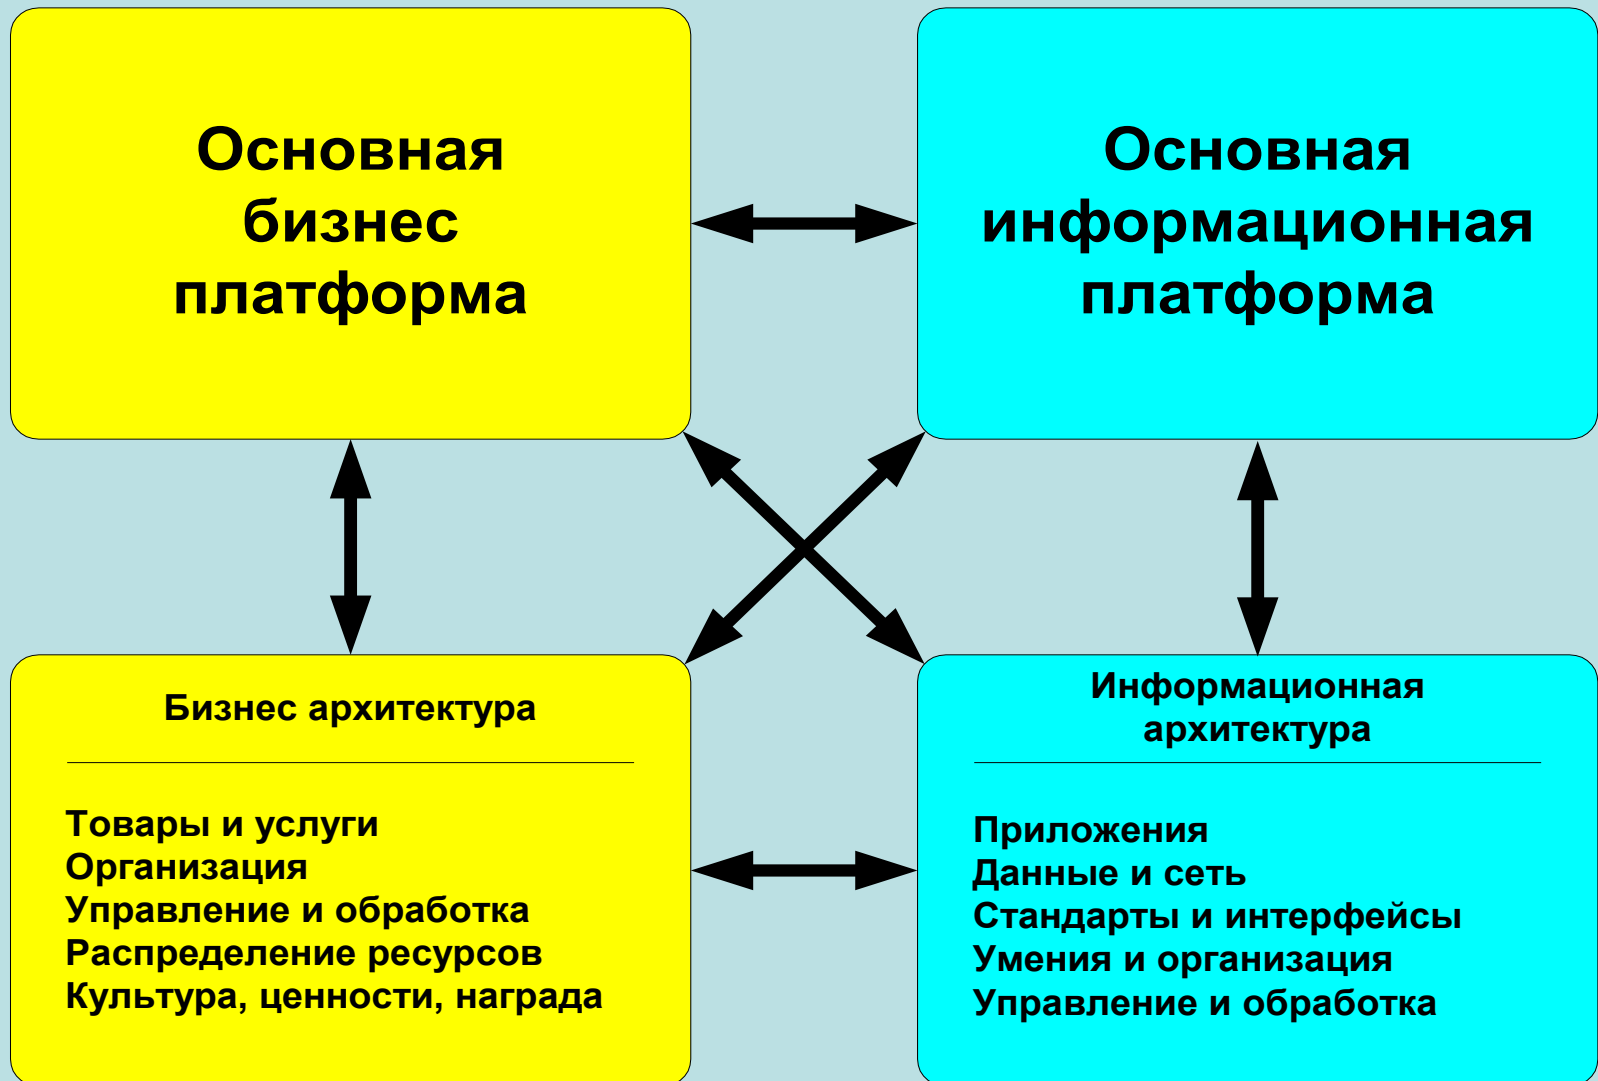 Основная
бизнес
платформа
Основная
информационная
платформа
Бизнес архитектура
Товары и услуги
Организация
Управление и обработка
Распределение ресурсов
Культура, ценности, награда
Информационная
архитектура
Приложения
Данные и сеть
Стандарты и интерфейсы
Умения и организация
Управление и обработка